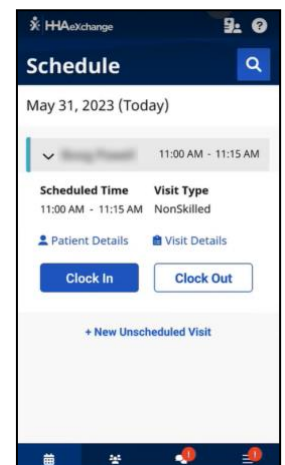 HHAeXchange
Schedule
May 31, 2023 (Today)
11:00 AM - 11:15 AM
Scheduled Time Visit Type
11:00 AM - 11:15 AM NonSkilled
Patient Details Visit Details
Clock In Clock Out
+ New Unscheduled Visit